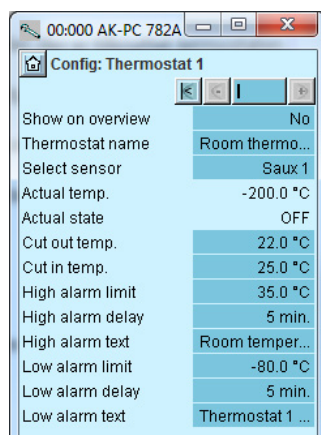 00:000 AK-PC 782A
Config: Thermostat 1
Show on overview No
Thermostat name Room thermo...
Select sensor Saux 1
Actual temp. -200.0 °C
Actual state OFF
Cut out temp. 22.0 °C
Cut in temp. 25.0 °C
High alarm limit 35.0 °C
High alarm delay 5 min.
High alarm text Room temper...
Low alarm limit -80.0 °C
Low alarm delay 5 min.
Low alarm text Thermostat 1 ...